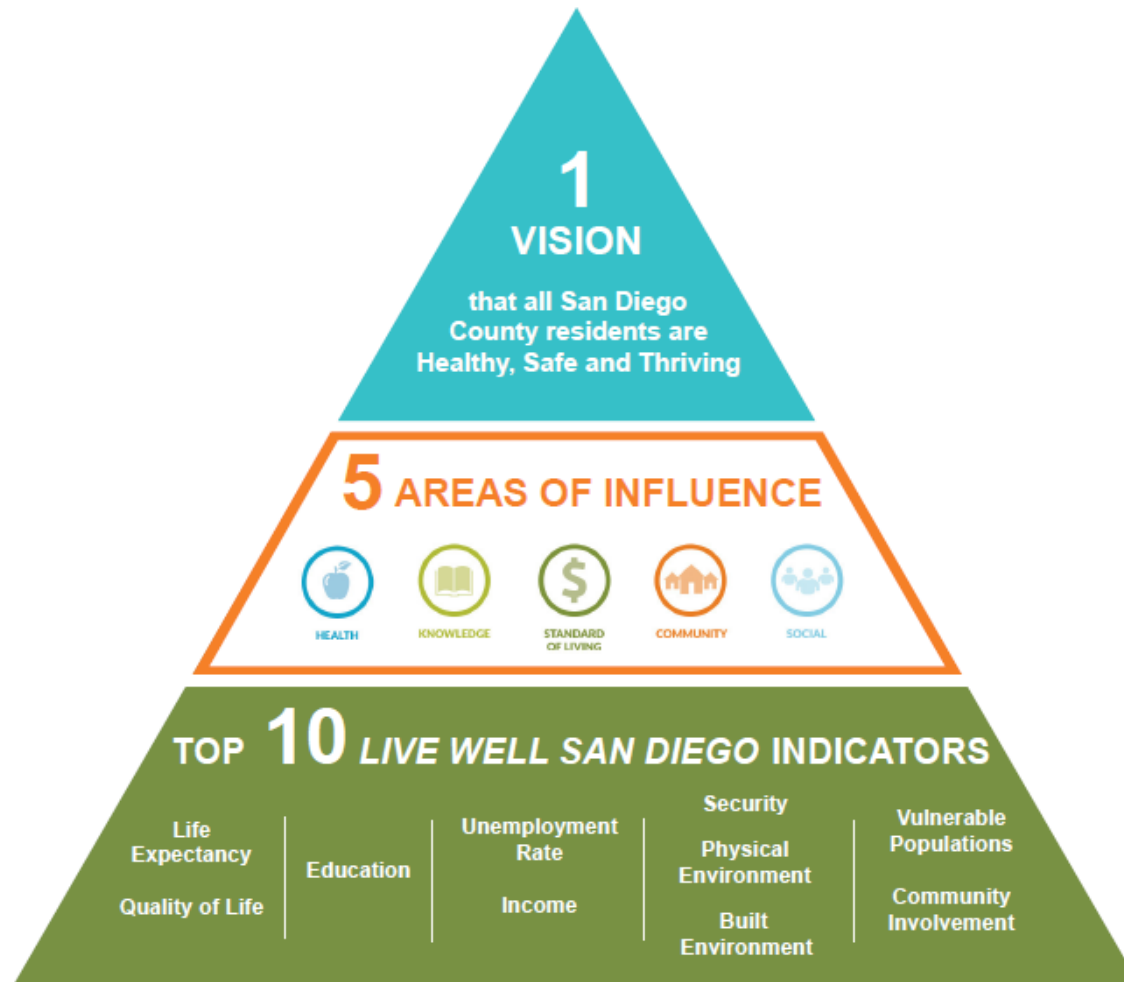 1
VISION
that all San Diego
County residents are
Healthy, Safe and Thriving
5 AREAS OF INFLUENCE
HEALTH
KNOWLEDGE
STANDARD
OF LIVING
COMMUNITY
SOCIAL
TOP 10 LIVE WELL SAN DIEGO INDICATORS
Life
Expectancy
Quality of Life
Education
Unemployment
Rate
Income
Security
Physical
Environment
Built
Environment
Vulnerable
Populations
Community
Involvement